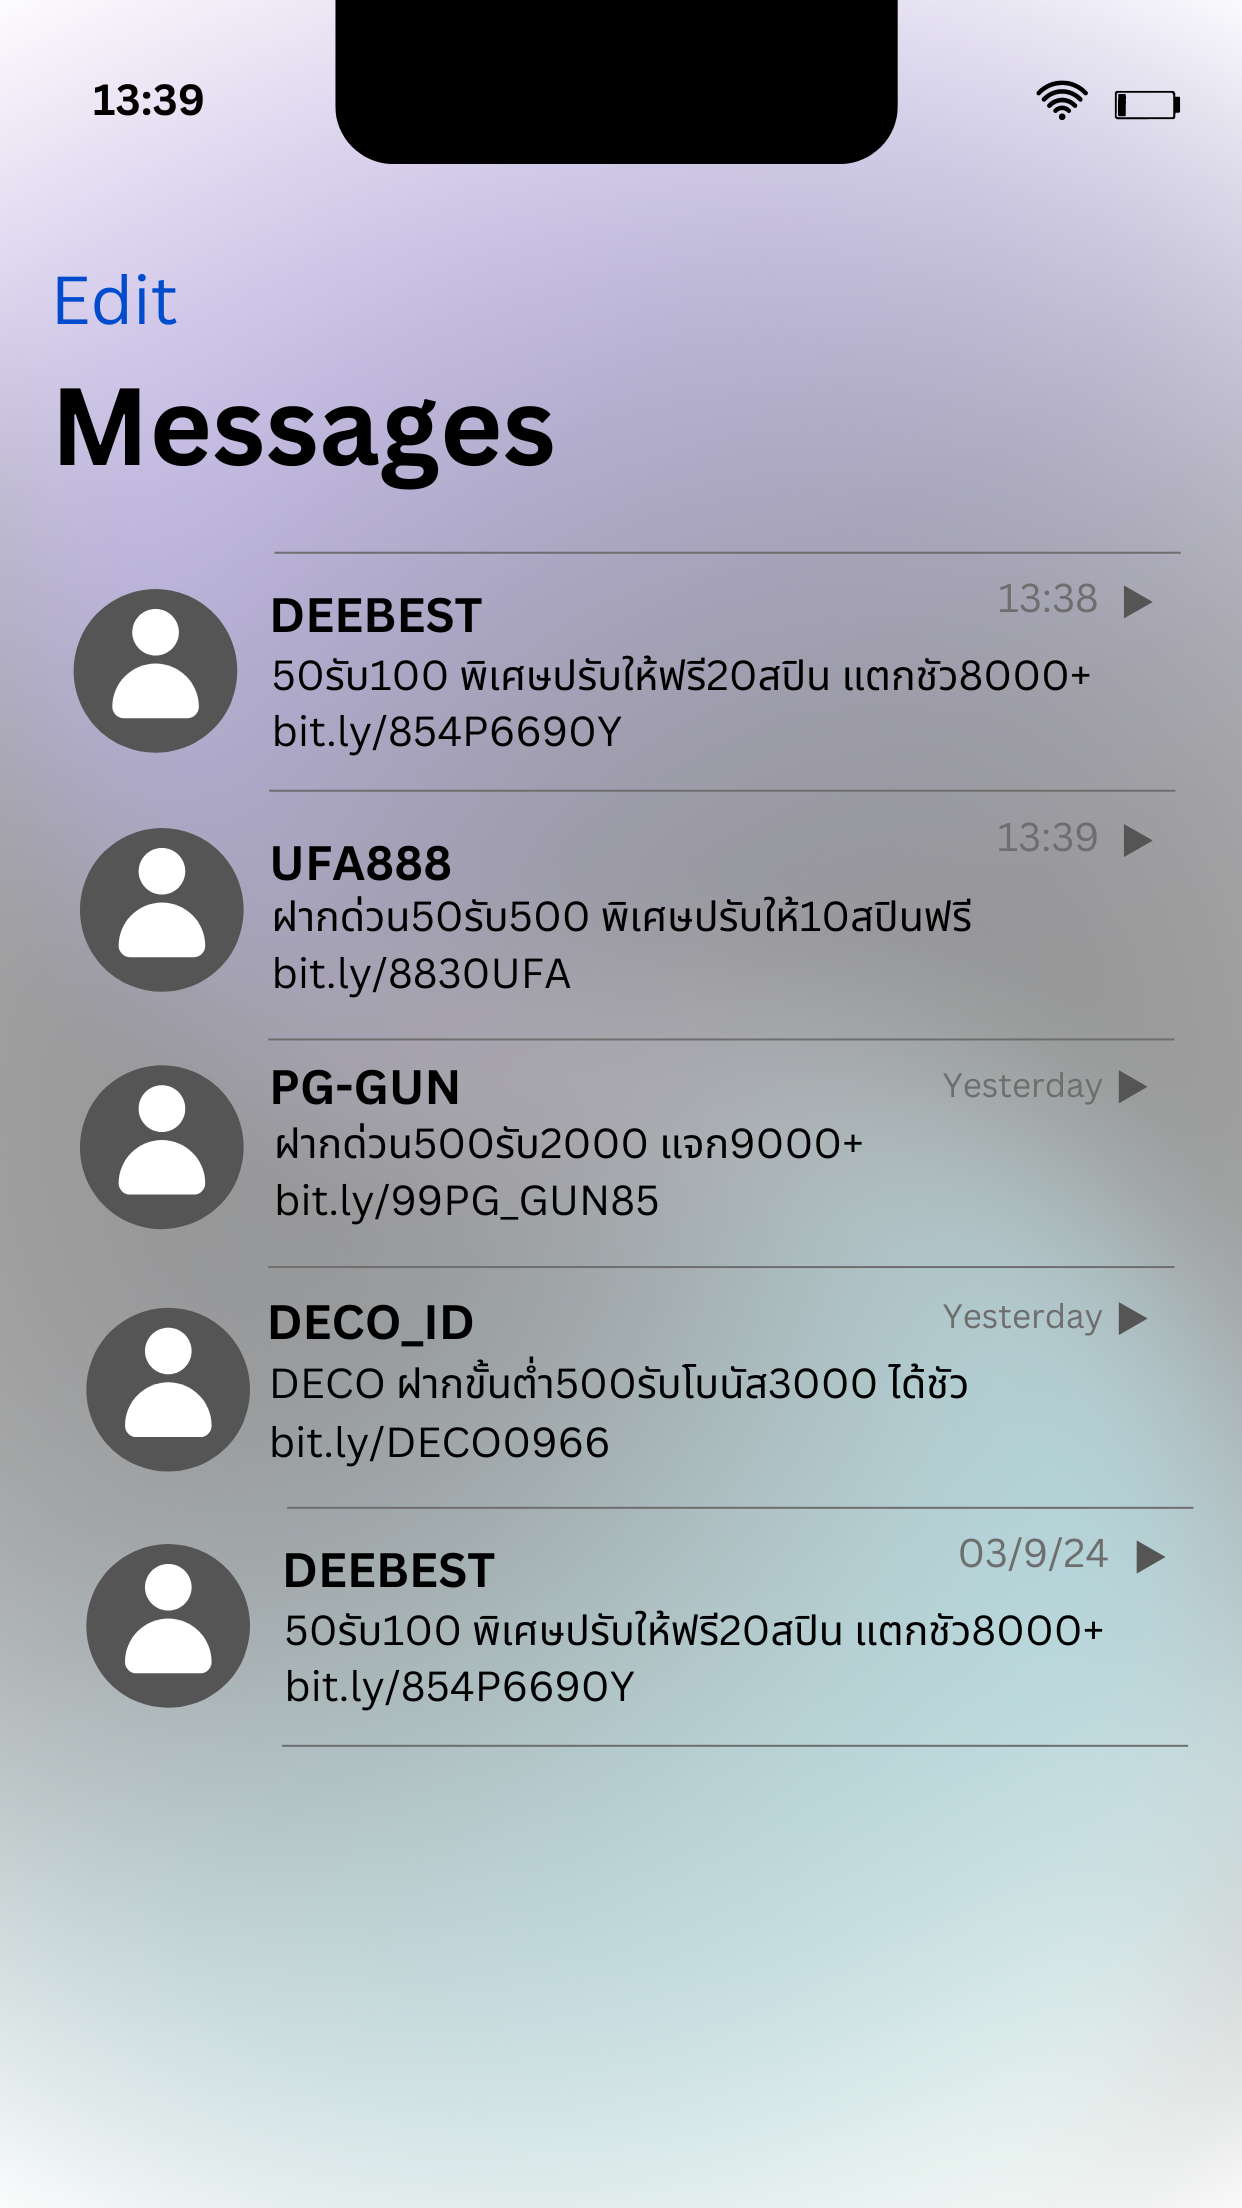 13:39
Edit
Messages
DEEBEST
13:38
50รับ100 พิเศษปรับให้ฟรี20สปิน แตกชัว8000+
bit.ly/854P6690Y
UFA888
13:39
ฝากด่วน50รับ500 พิเศษปรับให้10สปินฟรี
bit.ly/8830UFA
PG-GUN
Yesterday
ฝากด่วน500รับ2000 แจก9000+
bit.ly/99PG_GUN85
DECO_ID
Yesterday
DECO ฝากขั้นต่ำ500รับโบนัส3000 ได้ชัว
bit.ly/DECO0966
DEEBEST
03/9/24
50รับ100 พิเศษปรับให้ฟรี20สปิน แตกชัว8000+
bit.ly/854P6690Y